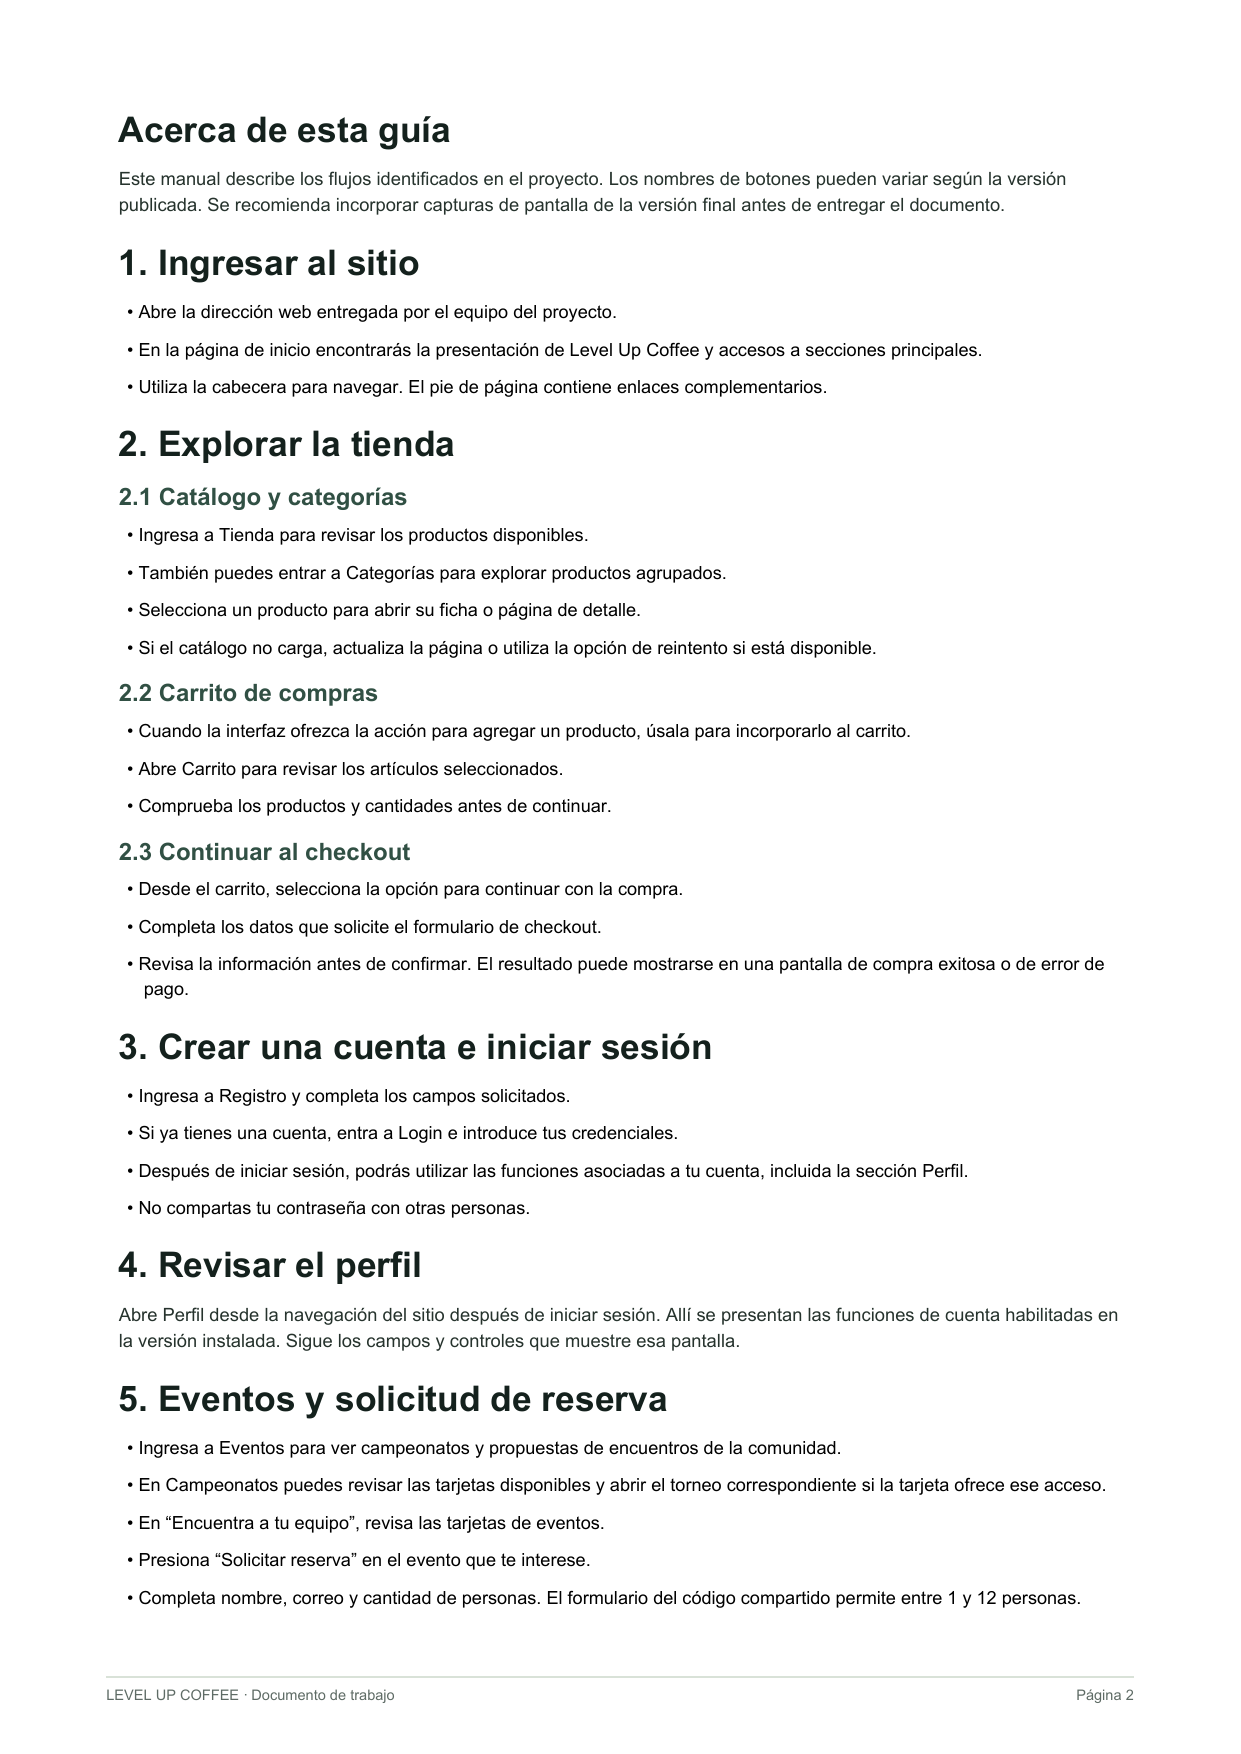 Acerca de esta guía
Este manual describe los flujos identificados en el proyecto. Los nombres de botones pueden variar según la versión
publicada. Se recomienda incorporar capturas de pantalla de la versión final antes de entregar el documento.
1. Ingresar al sitio
• Abre la dirección web entregada por el equipo del proyecto.
• En la página de inicio encontrarás la presentación de Level Up Coffee y accesos a secciones principales.
• Utiliza la cabecera para navegar. El pie de página contiene enlaces complementarios.
2. Explorar la tienda
2.1 Catálogo y categorías
• Ingresa a Tienda para revisar los productos disponibles.
• También puedes entrar a Categorías para explorar productos agrupados.
• Selecciona un producto para abrir su ficha o página de detalle.
• Si el catálogo no carga, actualiza la página o utiliza la opción de reintento si está disponible.
2.2 Carrito de compras
• Cuando la interfaz ofrezca la acción para agregar un producto, úsala para incorporarlo al carrito.
• Abre Carrito para revisar los artículos seleccionados.
• Comprueba los productos y cantidades antes de continuar.
2.3 Continuar al checkout
• Desde el carrito, selecciona la opción para continuar con la compra.
• Completa los datos que solicite el formulario de checkout.
• Revisa la información antes de confirmar. El resultado puede mostrarse en una pantalla de compra exitosa o de error de
pago.
3. Crear una cuenta e iniciar sesión
• Ingresa a Registro y completa los campos solicitados.
• Si ya tienes una cuenta, entra a Login e introduce tus credenciales.
• Después de iniciar sesión, podrás utilizar las funciones asociadas a tu cuenta, incluida la sección Perfil.
• No compartas tu contraseña con otras personas.
4. Revisar el perfil
Abre Perfil desde la navegación del sitio después de iniciar sesión. Allí se presentan las funciones de cuenta habilitadas en
la versión instalada. Sigue los campos y controles que muestre esa pantalla.
5. Eventos y solicitud de reserva
• Ingresa a Eventos para ver campeonatos y propuestas de encuentros de la comunidad.
• En Campeonatos puedes revisar las tarjetas disponibles y abrir el torneo correspondiente si la tarjeta ofrece ese acceso.
• En “Encuentra a tu equipo”, revisa las tarjetas de eventos.
• Presiona “Solicitar reserva” en el evento que te interese.
• Completa nombre, correo y cantidad de personas. El formulario del código compartido permite entre 1 y 12 personas.
LEVEL UP COFFEE · Documento de trabajo
Página 2